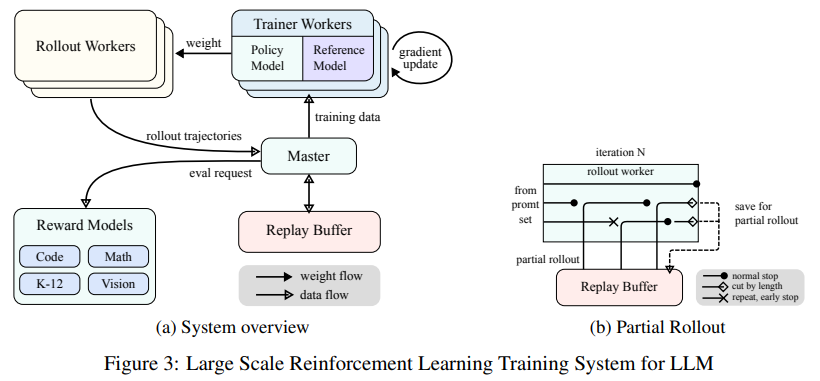 Rollout Workers
weight
Trainer Workers
Policy
Model
Reference
Model
gradient
update
rollout trajectories
training data
eval request
Master
Reward Models
Code
Math
K-12
Vision
Replay Buffer
weight flow
data flow
(a) System overview
iteration N
rollout worker
from
promt
set
save for
partial rollout
partial rollout
Replay Buffer
normal stop
cut by length
repeat, early stop
(b) Partial Rollout
Figure 3: Large Scale Reinforcement Learning Training System for LLM